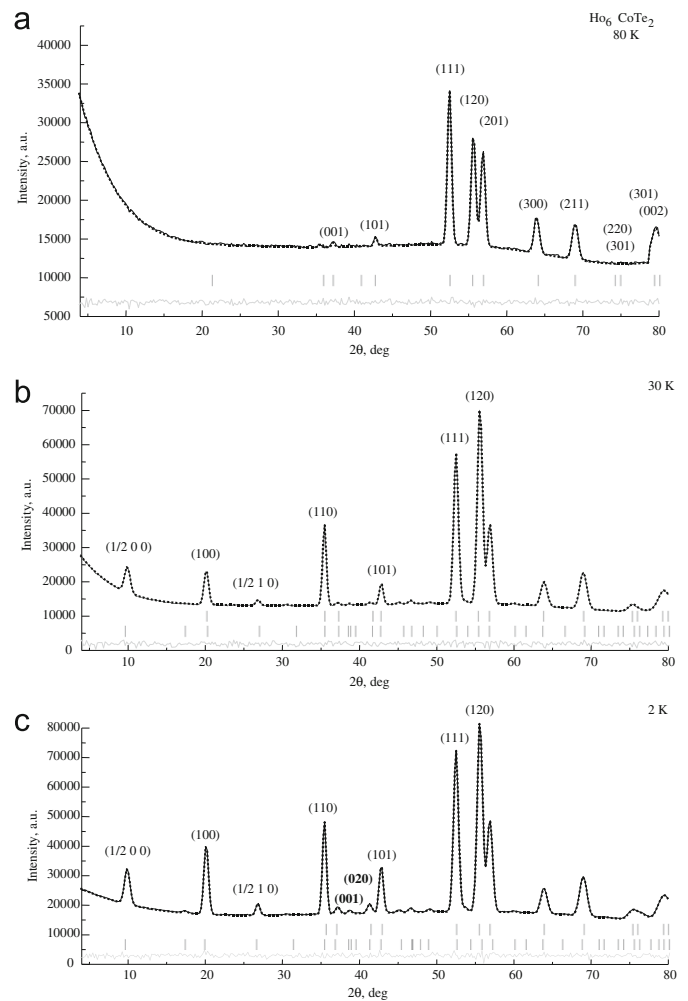 a
Ho6 CoTe2
80 K
40000
35000
30000
25000
20000
15000
10000
5000
Intensity, a.u.
(111)
(120)
(201)
(300)
(211)
(301)
(220)
(002)
(301)
(001)
(101)
10 20 30 40 50 60 70 80
2θ, deg
b
30 K
70000
60000
50000
40000
30000
20000
10000
0
Intensity, a.u.
(120)
(111)
(110)
(1/2 0 0)
(100)
(1/2 1 0)
(101)
10 20 30 40 50 60 70 80
2θ, deg
c
2 K
80000
70000
60000
50000
40000
30000
20000
10000
0
Intensity, a.u.
(120)
(111)
(110)
(100)
(1/2 0 0)
(1/2 1 0)
(020)
(001)
(101)
10 20 30 40 50 60 70 80
2θ, deg